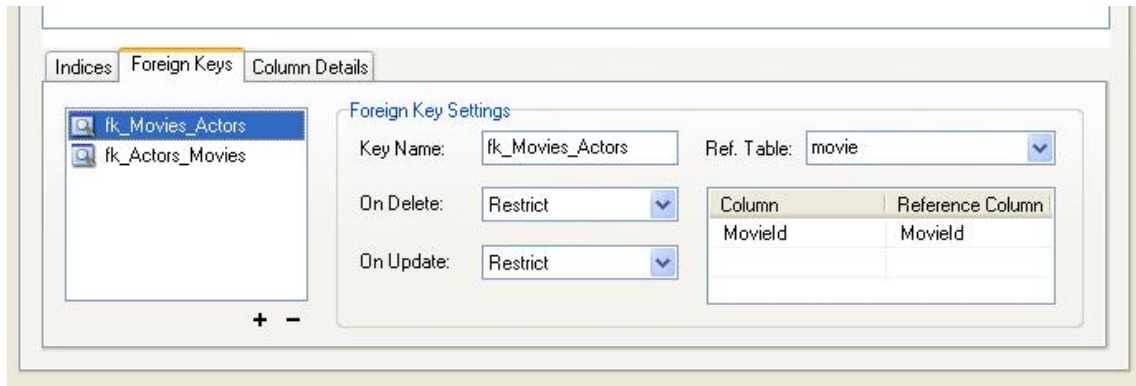 Indices Foreign Keys Column Details
fk_Movies_Actors
fk_Actors_Movies
+ −
Foreign Key Settings
Key Name: fk_Movies_Actors Ref. Table: movie
On Delete: Restrict
On Update: Restrict
Column Reference Column
MovieId MovieId